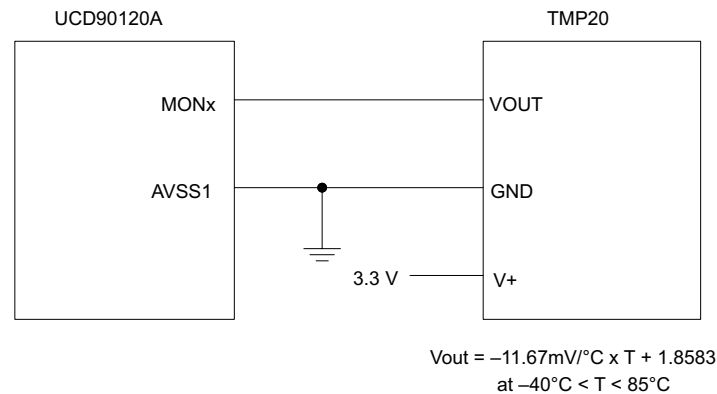 UCD90120A
TMP20
MONx
VOUT
AVSS1
GND
3.3 V
V+
Vout = –11.67mV/°C x T + 1.8583
at –40°C < T < 85°C